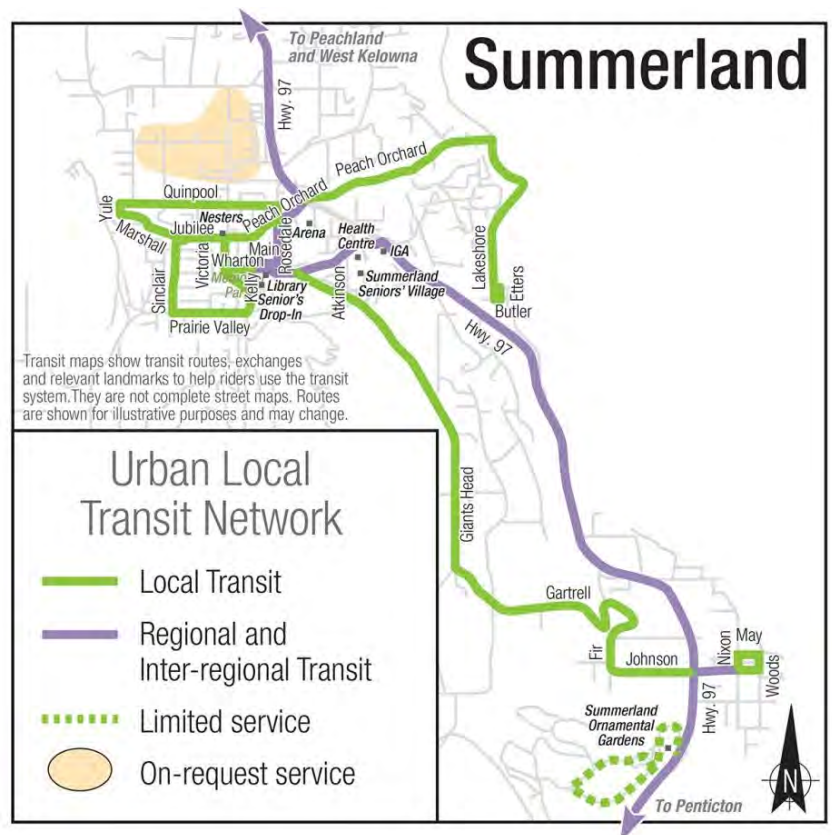 Summerland
To Peachland
and West Kelowna
Hwy. 97
Peach Orchard
Quinpool
Peach Orchard
Yule
Nesters
Jubilee
Marshall
Arena
Rosedale
Main
Health
Centre
IGA
Victoria
Wharton
Sinclair
Kelly
Library
Senior's
Drop-In
Atkinson
Summerland
Seniors' Village
Lakeshore
Etters
Butler
Prairie Valley
Hwy. 97
Transit maps show transit routes, exchanges
and relevant landmarks to help riders use the transit
system.They are not complete street maps. Routes
are shown for illustrative purposes and may change.
Urban Local
Transit Network
Local Transit
Regional and
Inter-regional Transit
Limited service
On-request service
Giants Head
Gartrell
Fir
Johnson
Nixon
May
Woods
Hwy. 97
Summerland
Ornamental
Gardens
To Penticton
N